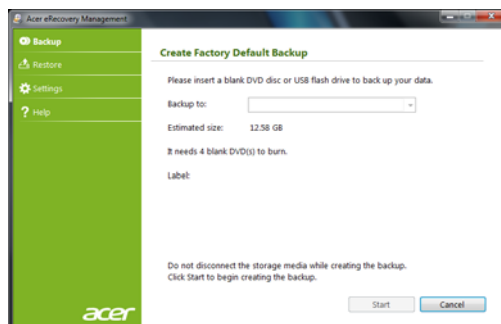 Acer eRecovery Management
Backup
Restore
Settings
Help
Create Factory Default Backup
Please insert a blank DVD disc or USB flash drive to back up your data.
Backup to:
Estimated size: 12.58 GB
It needs 4 blank DVD(s) to burn.
Label:
Do not disconnect the storage media while creating the backup.
Click Start to begin creating the backup.
Start Cancel
acer